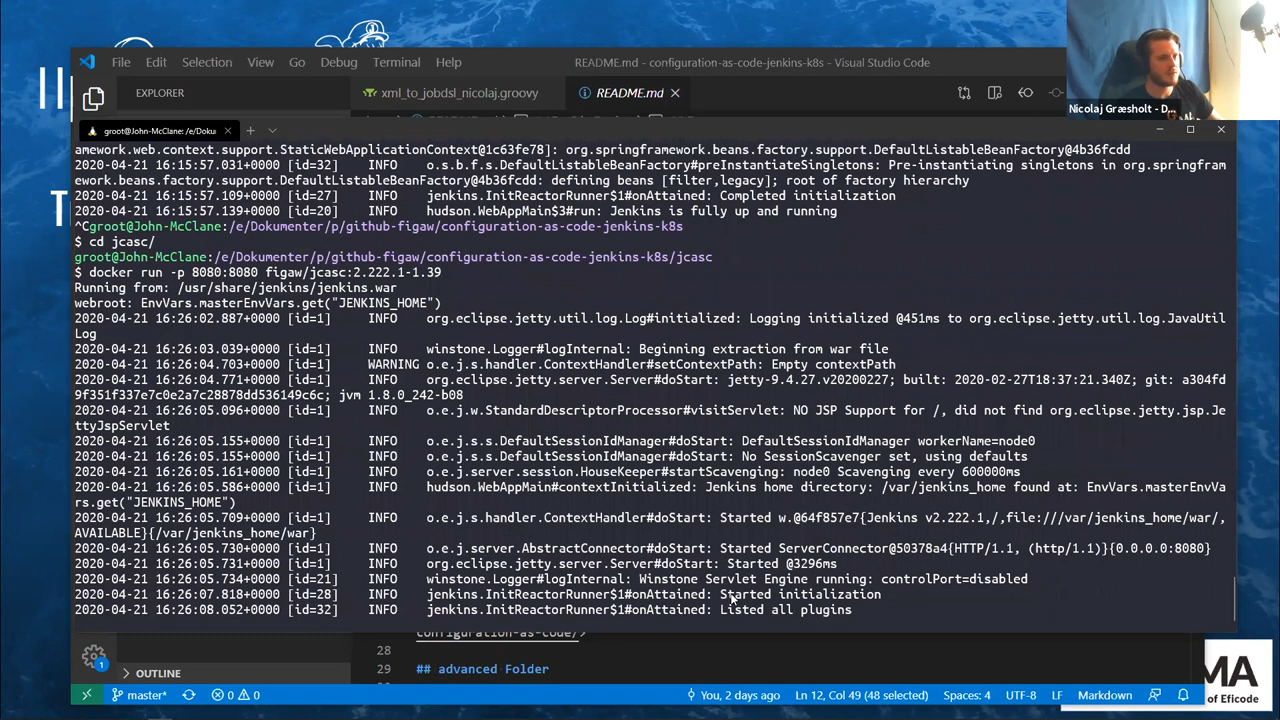 File Edit Selection View Go Debug Terminal Help README.md - configuration-as-code-jenkins-k8s - Visual Studio Code
EXPLORER xml_to_jobdsl_nicolaj.groovy README.md
Nicolaj Græsholt - D...
groot@John-McClane: /e/Doku
amework.web.context.support.StaticWebApplicationContext@1c63fe78]: org.springframework.beans.factory.support.DefaultListableBeanFactory@4b36fcdd
2020-04-21 16:15:57.031+0000 [id=32] INFO o.s.b.f.s.DefaultListableBeanFactory#preInstantiateSingletons: Pre-instantiating singletons in org.springfram
ework.beans.factory.support.DefaultListableBeanFactory@4b36fcdd: defining beans [filter,legacy]; root of factory hierarchy
2020-04-21 16:15:57.109+0000 [id=27] INFO jenkins.InitReactorRunner$1#onAttained: Completed initialization
2020-04-21 16:15:57.139+0000 [id=20] INFO hudson.WebAppMain$3#run: Jenkins is fully up and running
^Cgroot@John-McClane:/e/Dokumenter/p/github-figaw/configuration-as-code-jenkins-k8s
$ cd jcasc/
groot@John-McClane:/e/Dokumenter/p/github-figaw/configuration-as-code-jenkins-k8s/jcasc
$ docker run -p 8080:8080 figaw/jcasc:2.222.1-1.39
Running from: /usr/share/jenkins/jenkins.war
webroot: EnvVars.masterEnvVars.get("JENKINS_HOME")
2020-04-21 16:26:02.887+0000 [id=1] INFO org.eclipse.jetty.util.log.Log#initialized: Logging initialized @451ms to org.eclipse.jetty.util.log.JavaUtil
Log
2020-04-21 16:26:03.039+0000 [id=1] INFO winstone.Logger#logInternal: Beginning extraction from war file
2020-04-21 16:26:04.703+0000 [id=1] WARNING o.e.j.s.handler.ContextHandler#setContextPath: Empty contextPath
2020-04-21 16:26:04.771+0000 [id=1] INFO org.eclipse.jetty.server.Server#doStart: jetty-9.4.27.v20200227; built: 2020-02-27T18:37:21.340Z; git: a304fd
9f351f337e7c0e2a7c28878dd536149c6c; jvm 1.8.0_242-b08
2020-04-21 16:26:05.096+0000 [id=1] INFO o.e.j.w.StandardDescriptorProcessor#visitServlet: NO JSP Support for /, did not find org.eclipse.jetty.jsp.Je
ttyJspServlet
2020-04-21 16:26:05.155+0000 [id=1] INFO o.e.j.s.s.DefaultSessionIdManager#doStart: DefaultSessionIdManager workerName=node0
2020-04-21 16:26:05.155+0000 [id=1] INFO o.e.j.s.s.DefaultSessionIdManager#doStart: No SessionScavenger set, using defaults
2020-04-21 16:26:05.161+0000 [id=1] INFO o.e.j.server.session.HouseKeeper#startScavenging: node0 Scavenging every 600000ms
2020-04-21 16:26:05.586+0000 [id=1] INFO hudson.WebAppMain#contextInitialized: Jenkins home directory: /var/jenkins_home found at: EnvVars.masterEnvVa
rs.get("JENKINS_HOME")
2020-04-21 16:26:05.709+0000 [id=1] INFO o.e.j.s.handler.ContextHandler#doStart: Started w.@64f857e7{Jenkins v2.222.1,/,file:///var/jenkins_home/war/,
AVAILABLE}{/var/jenkins_home/war}
2020-04-21 16:26:05.730+0000 [id=1] INFO o.e.j.server.AbstractConnector#doStart: Started ServerConnector@50378a4{HTTP/1.1, (http/1.1)}{0.0.0.0:8080}
2020-04-21 16:26:05.731+0000 [id=1] INFO org.eclipse.jetty.server.Server#doStart: Started @3296ms
2020-04-21 16:26:05.734+0000 [id=21] INFO winstone.Logger#logInternal: Winstone Servlet Engine running: controlPort=disabled
2020-04-21 16:26:07.818+0000 [id=28] INFO jenkins.InitReactorRunner$1#onAttained: Started initialization
2020-04-21 16:26:08.052+0000 [id=32] INFO jenkins.InitReactorRunner$1#onAttained: Listed all plugins
configuration-as-code/>
28
29 ## advanced Folder
OUTLINE
1
master* 0 0 You, 2 days ago Ln 12, Col 49 (48 selected) Spaces: 4 UTF-8 LF Markdown
MA
of Eficode